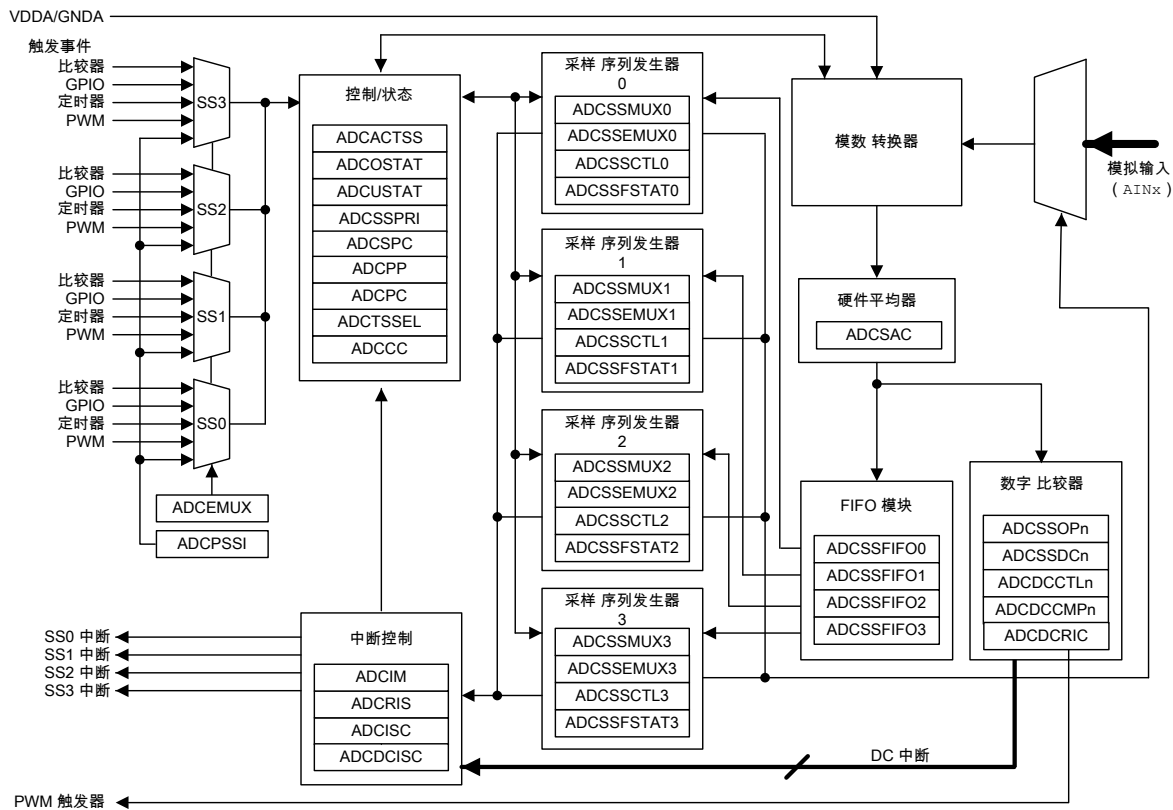 VDDA/GNDA
触发事件
比较器
GPIO
定时器
PWM
SS3
比较器
GPIO
定时器
PWM
SS2
比较器
GPIO
定时器
PWM
SS1
比较器
GPIO
定时器
PWM
SS0
ADCEMUX
ADCPSSI
控制/状态
ADCACTSS
ADCOSTAT
ADCUSTAT
ADCSSPRI
ADCSPC
ADCPP
ADCPC
ADCTSSEL
ADCCC
中断控制
ADCIM
ADCRIS
ADCISC
ADCDCISC
SS0 中断
SS1 中断
SS2 中断
SS3 中断
PWM 触发器
采样 序列发生器
0
ADCSSMUX0
ADCSSEMUX0
ADCSSCTL0
ADCSSFSTAT0
采样 序列发生器
1
ADCSSMUX1
ADCSSEMUX1
ADCSSCTL1
ADCSSFSTAT1
采样 序列发生器
2
ADCSSMUX2
ADCSSEMUX2
ADCSSCTL2
ADCSSFSTAT2
采样 序列发生器
3
ADCSSMUX3
ADCSSEMUX3
ADCSSCTL3
ADCSSFSTAT3
模数 转换器
模拟输入
(AINx)
硬件平均器
ADCSAC
FIFO 模块
ADCSSFIFO0
ADCSSFIFO1
ADCSSFIFO2
ADCSSFIFO3
数字 比较器
ADCSSOPn
ADCSSDCn
ADCDCCTLn
ADCDCCMPn
ADCDCRIC
DC 中断